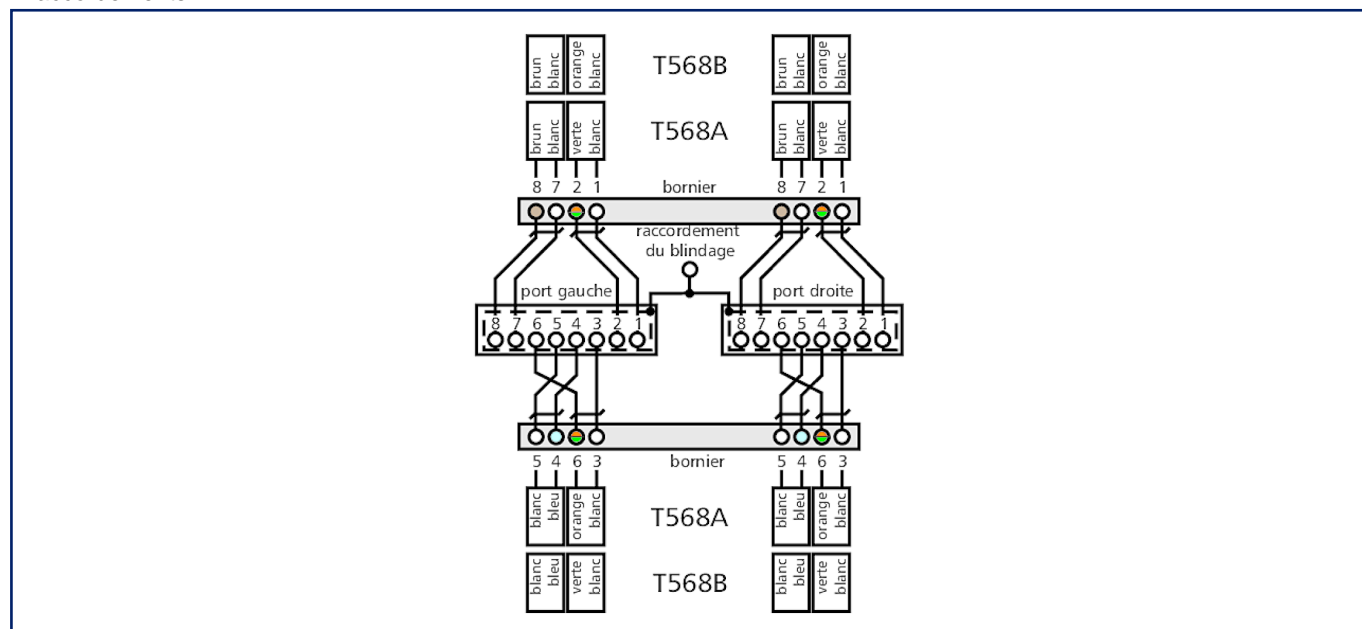 brun blanc orange blanc T568B brun blanc orange blanc
brun blanc verte blanc T568A brun blanc verte blanc
8 7 2 1 bornier 8 7 2 1
raccordement
du blindage
port gauche port droite
8 7 6 5 4 3 2 1 8 7 6 5 4 3 2 1
5 4 6 3 bornier 5 4 6 3
blanc bleu orange blanc T568A blanc bleu orange blanc
blanc bleu verte blanc T568B blanc bleu verte blanc